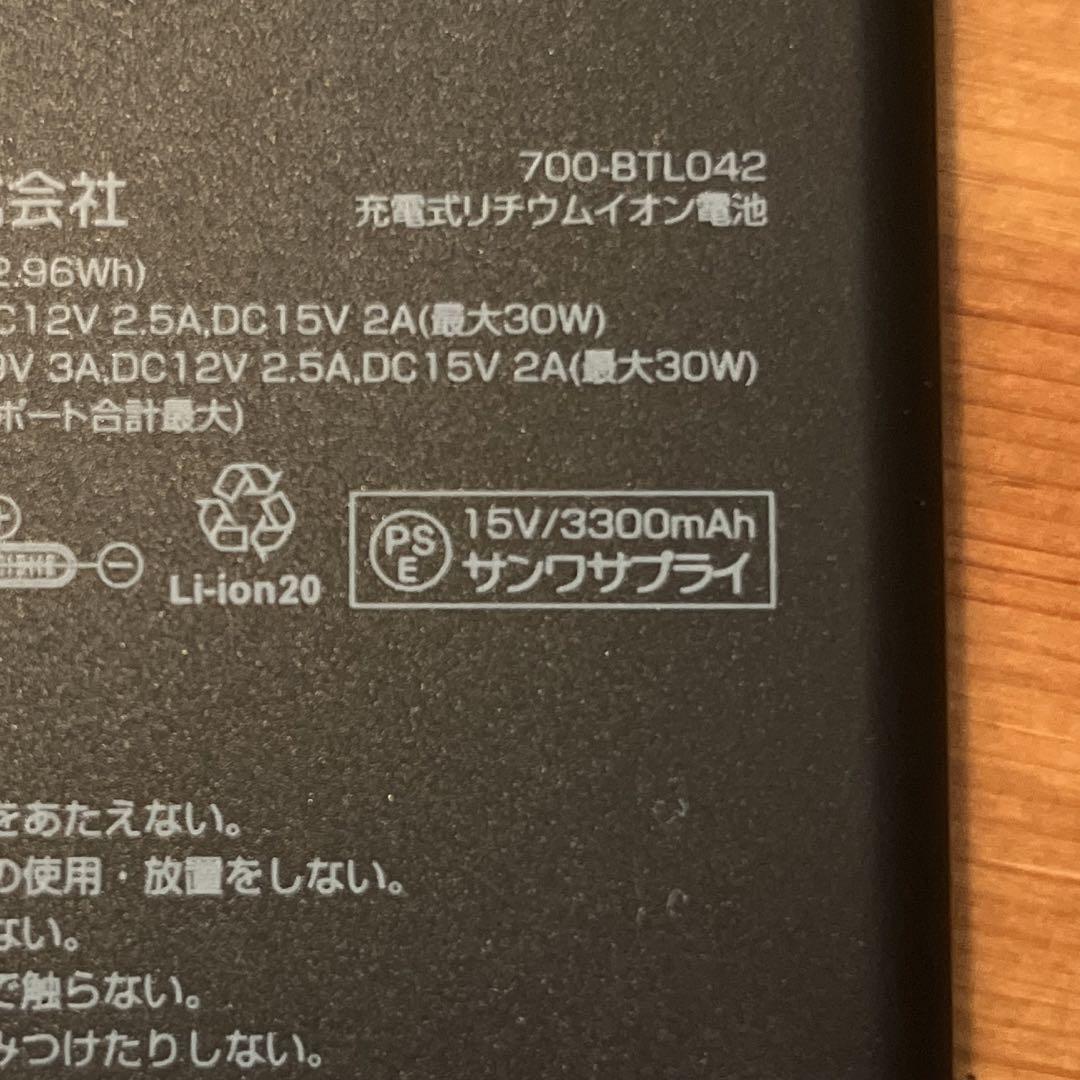 700-BTL042
会社
充電式リチウムイオン電池
2.96Wh)
C12V 2.5A,DC15V 2A(最大30W)
9V 3A,DC12V 2.5A,DC15V 2A(最大30W)
ポート合計最大)
PS
E
15V/3300mAh
サンワサプライ
Li-ion20
をあたえない。
の使用・放置をしない。
ない。
で触らない。
みつけたりしない。